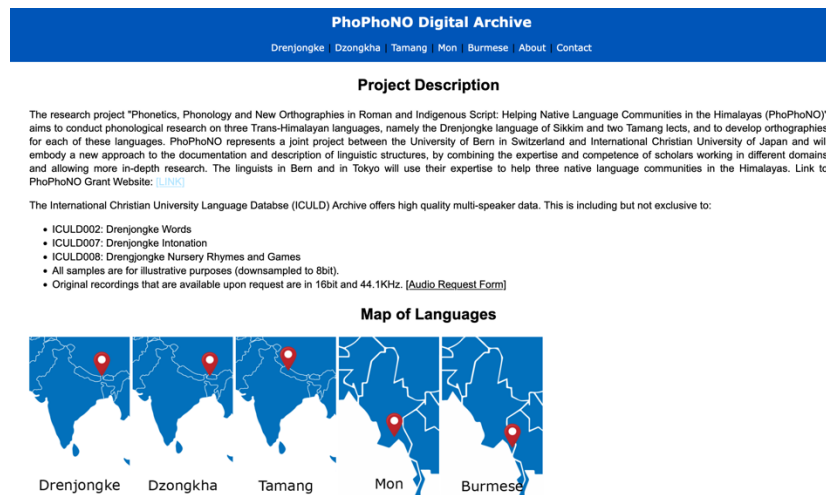 PhoPhoNO Digital Archive
Drenjongke | Dzongkha | Tamang | Mon | Burmese | About | Contact
Project Description
The research project "Phonetics, Phonology and New Orthographies in Roman and Indigenous Script: Helping Native Language Communities in the Himalayas (PhoPhoNO)"
aims to conduct phonological research on three Trans-Himalayan languages, namely the Drenjongke language of Sikkim and two Tamang lects, and to develop orthographies
for each of these languages. PhoPhoNO represents a joint project between the University of Bern in Switzerland and International Christian University of Japan and will
embody a new approach to the documentation and description of linguistic structures, by combining the expertise and competence of scholars working in different domains
and allowing more in-depth research. The linguists in Bern and in Tokyo will use their expertise to help three native language communities in the Himalayas. Link to
PhoPhoNO Grant Website: [LINK]
The International Christian University Language Databse (ICULD) Archive offers high quality multi-speaker data. This is including but not exclusive to:
• ICULD002: Drenjongke Words
• ICULD007: Drenjongke Intonation
• ICULD008: Drengjongke Nursery Rhymes and Games
• All samples are for illustrative purposes (downsampled to 8bit).
• Original recordings that are available upon request are in 16bit and 44.1KHz. [Audio Request Form]
Map of Languages
Drenjongke Dzongkha Tamang Mon Burmese